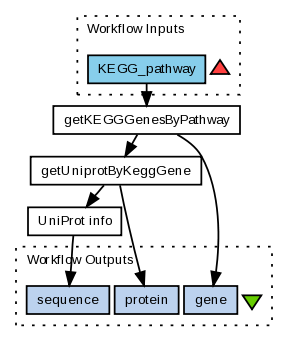 Workflow Inputs
KEGG_pathway
getKEGGGenesByPathway
getUniprotByKeggGene
UniProt info
Workflow Outputs
sequence
protein
gene